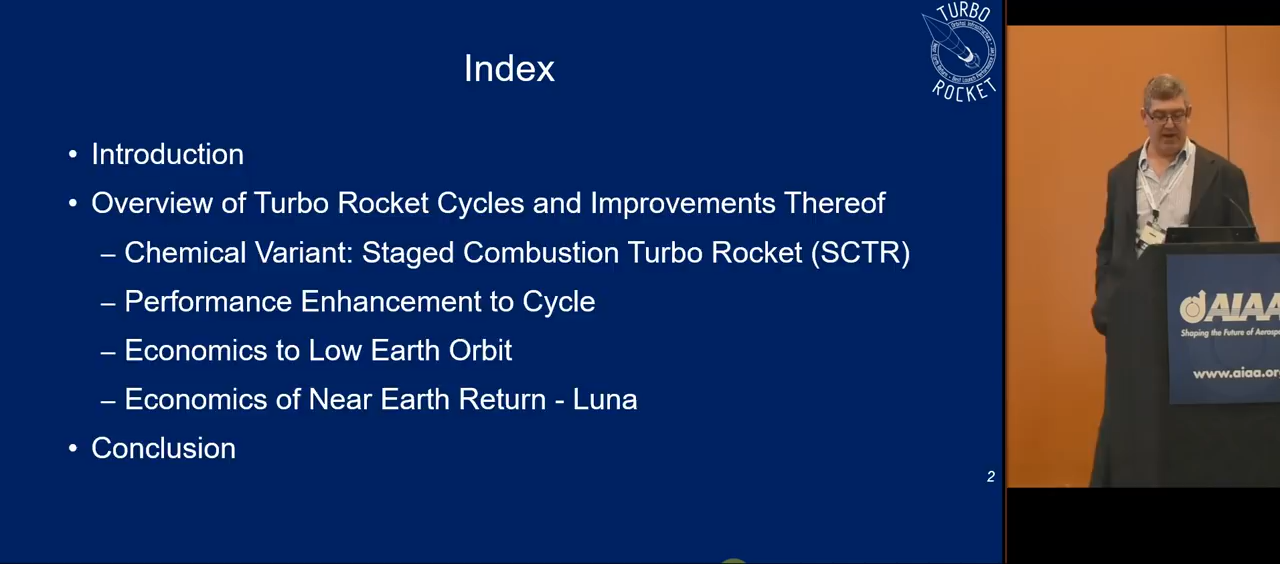 TURBO
ROCKET
Index
• Introduction
• Overview of Turbo Rocket Cycles and Improvements Thereof
– Chemical Variant: Staged Combustion Turbo Rocket (SCTR)
– Performance Enhancement to Cycle
– Economics to Low Earth Orbit
– Economics of Near Earth Return - Luna
• Conclusion
2
AIAA
Shaping the Future of
www.aiaa.or